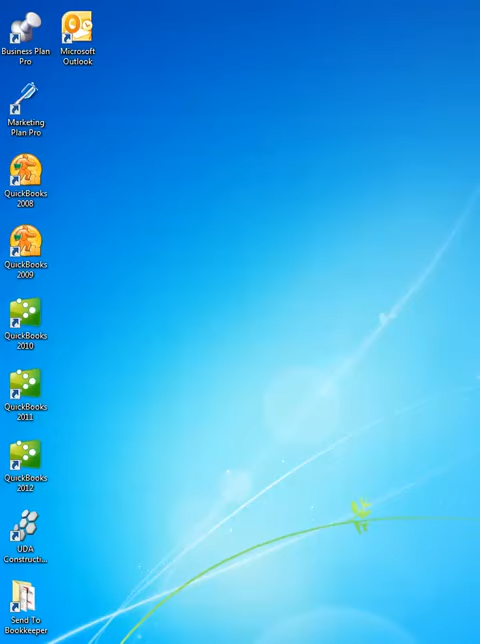 Business Plan
Pro
Microsoft
Outlook
Marketing
Plan Pro
QuickBooks
2008
QuickBooks
2009
QuickBooks
2010
QuickBooks
2011
QuickBooks
2012
UDA
Constructi...
Send To
Bookkeeper